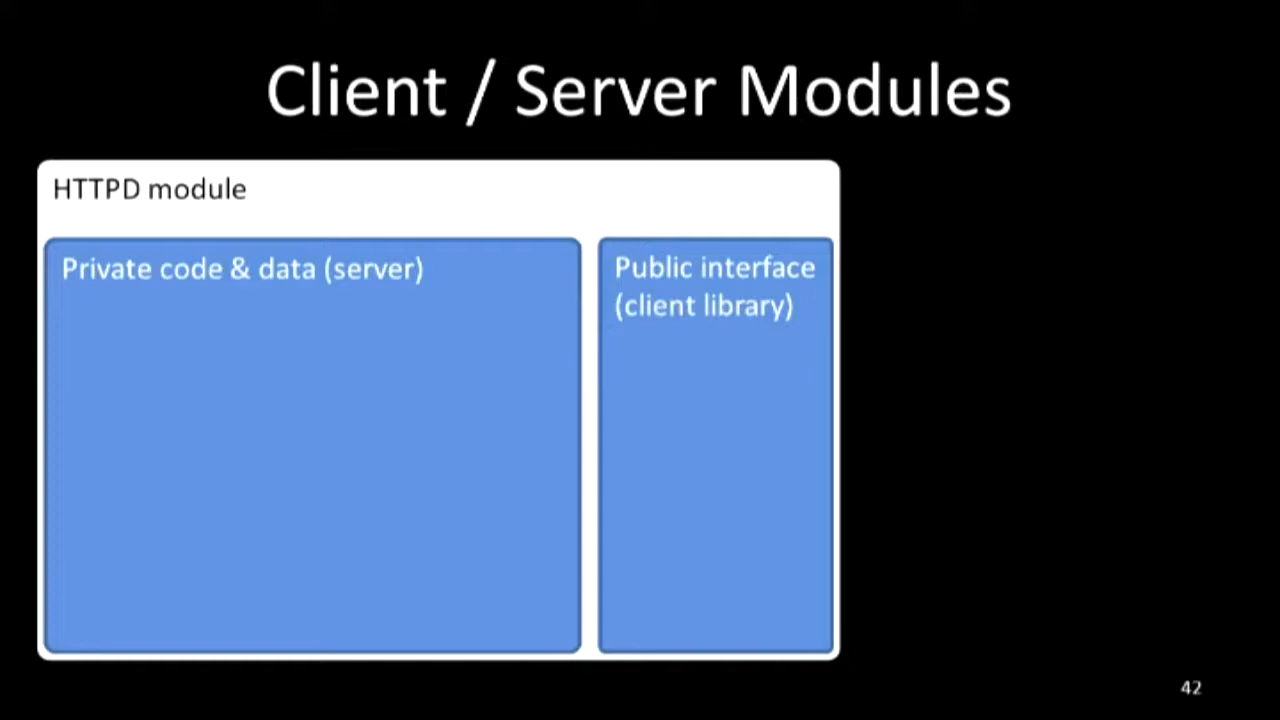 Client / Server Modules
HTTPD module
Private code & data (server)
Public interface
(client library)
42